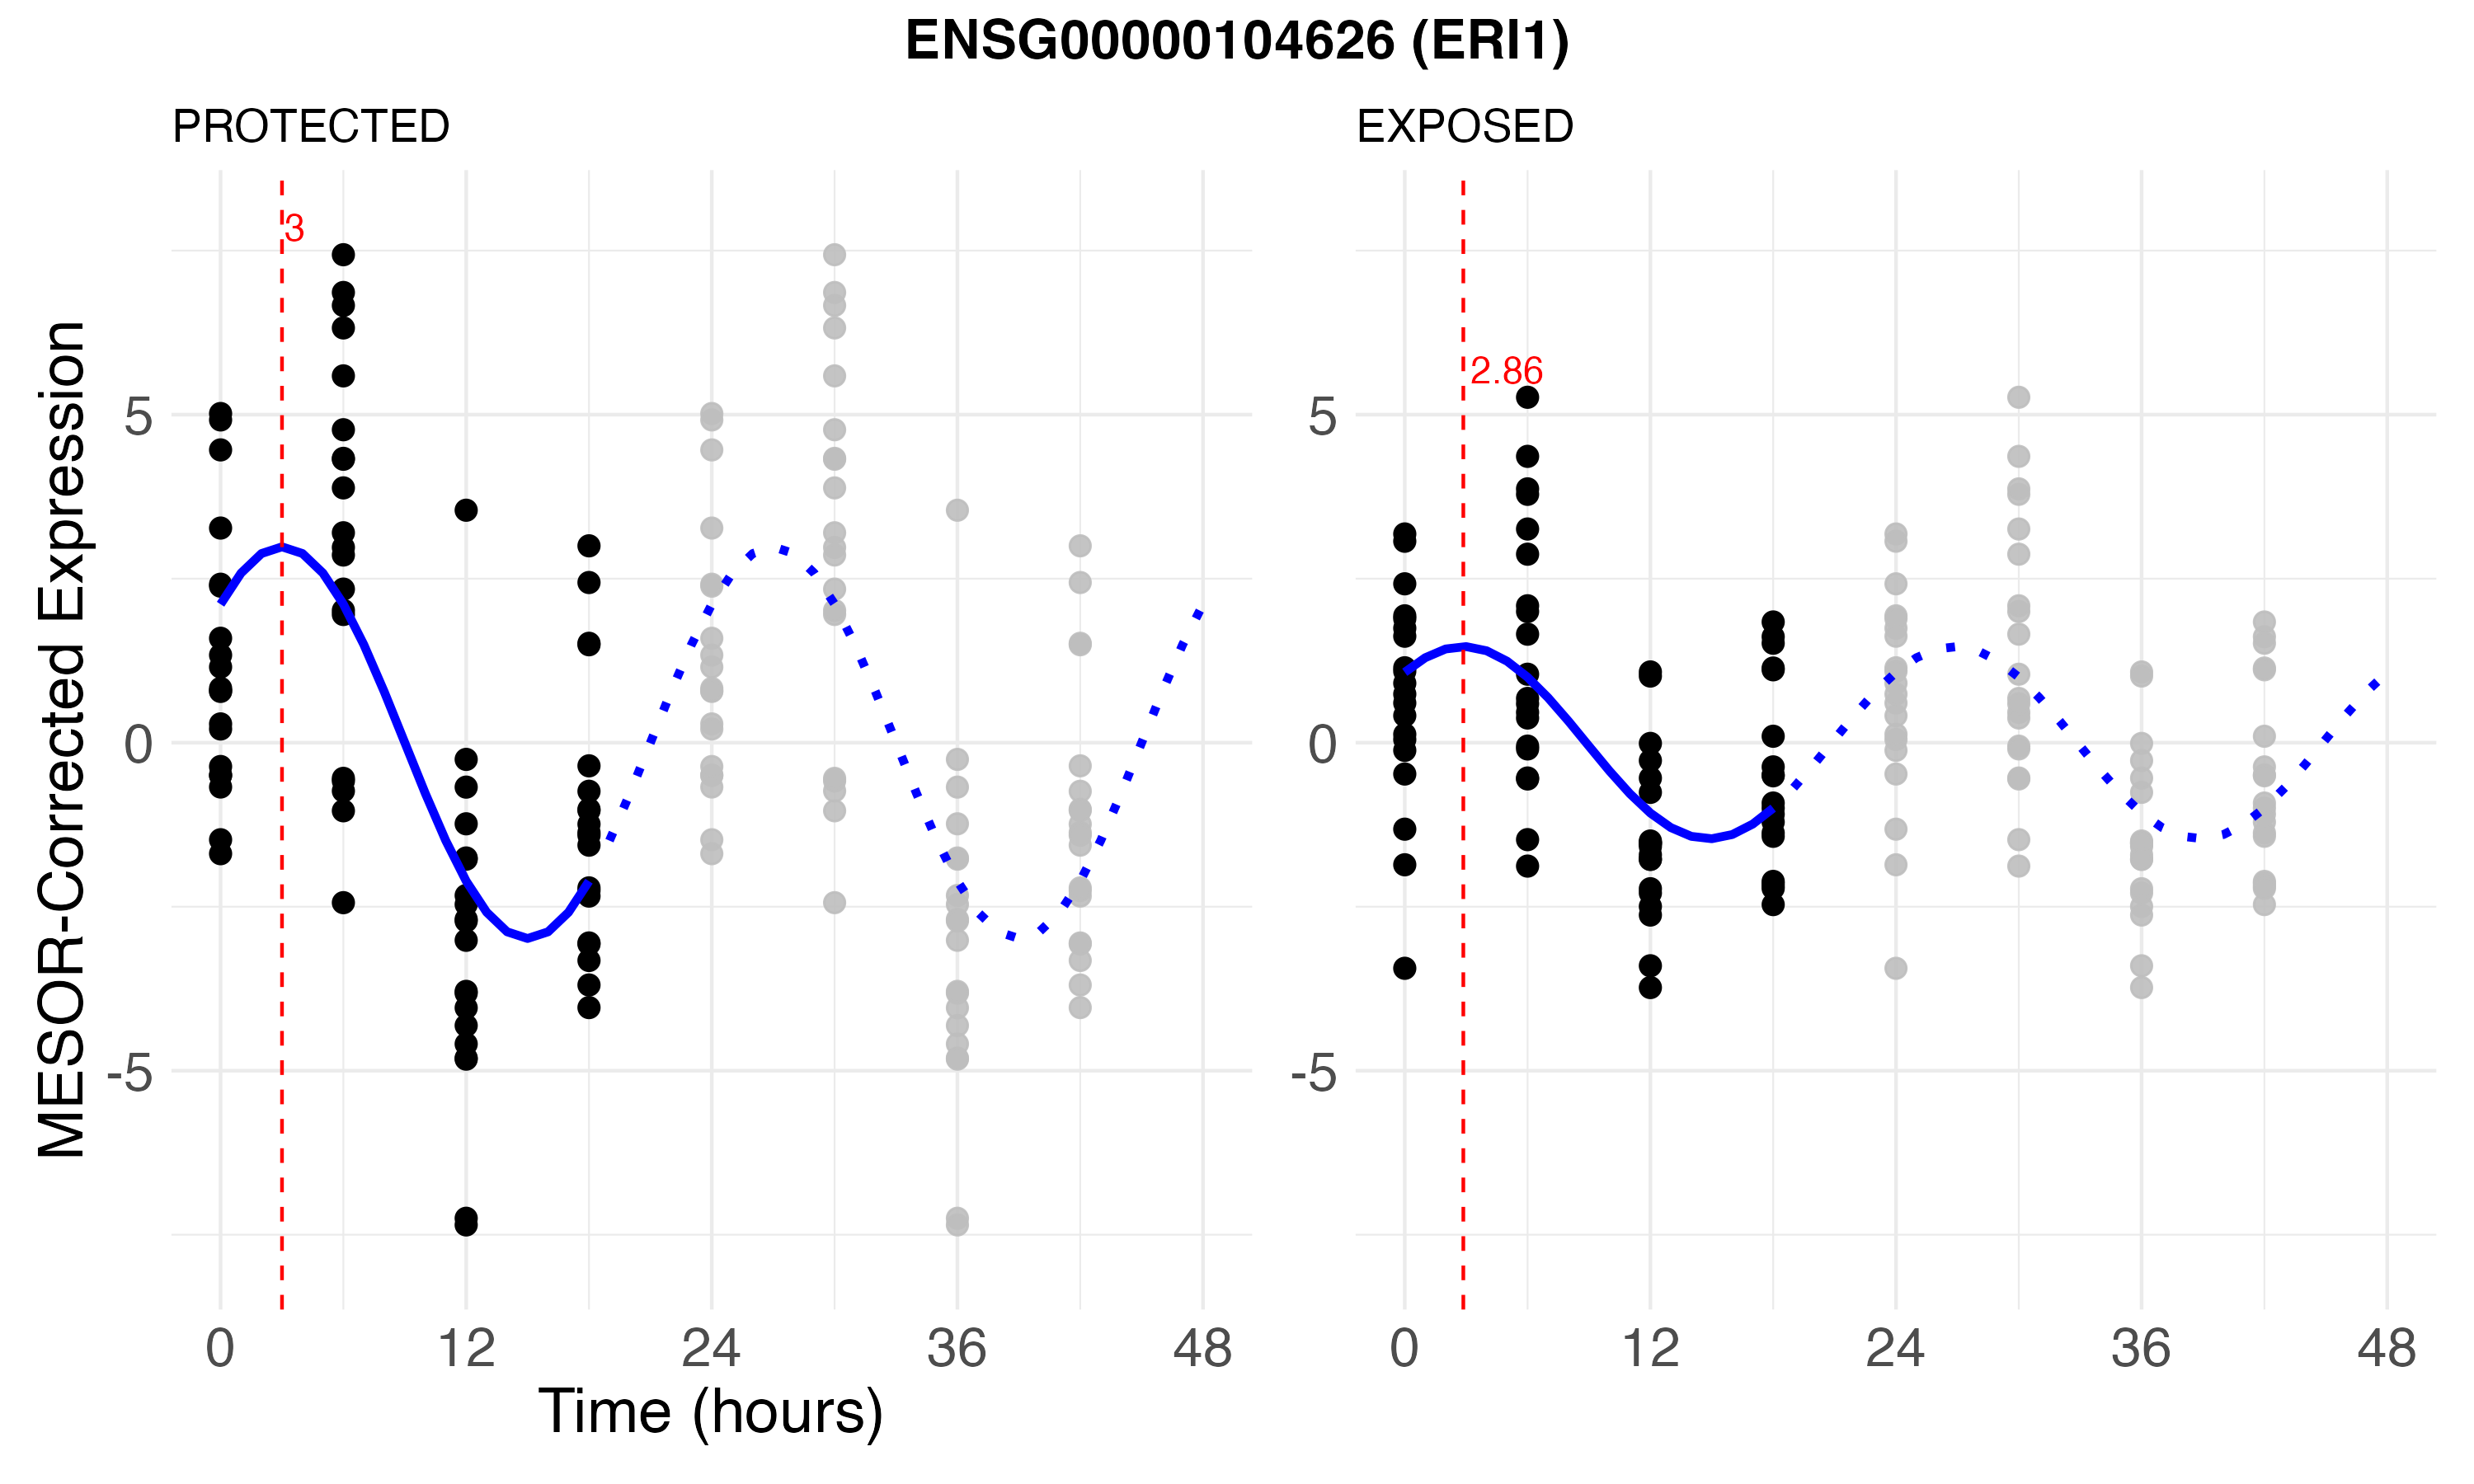 ENSG00000104626 (ERI1)
PROTECTED
EXPOSED
MESOR-Corrected Expression
3
2.86
5
0
-5
5
0
-5
0 12 24 36 48
0 12 24 36 48
Time (hours)